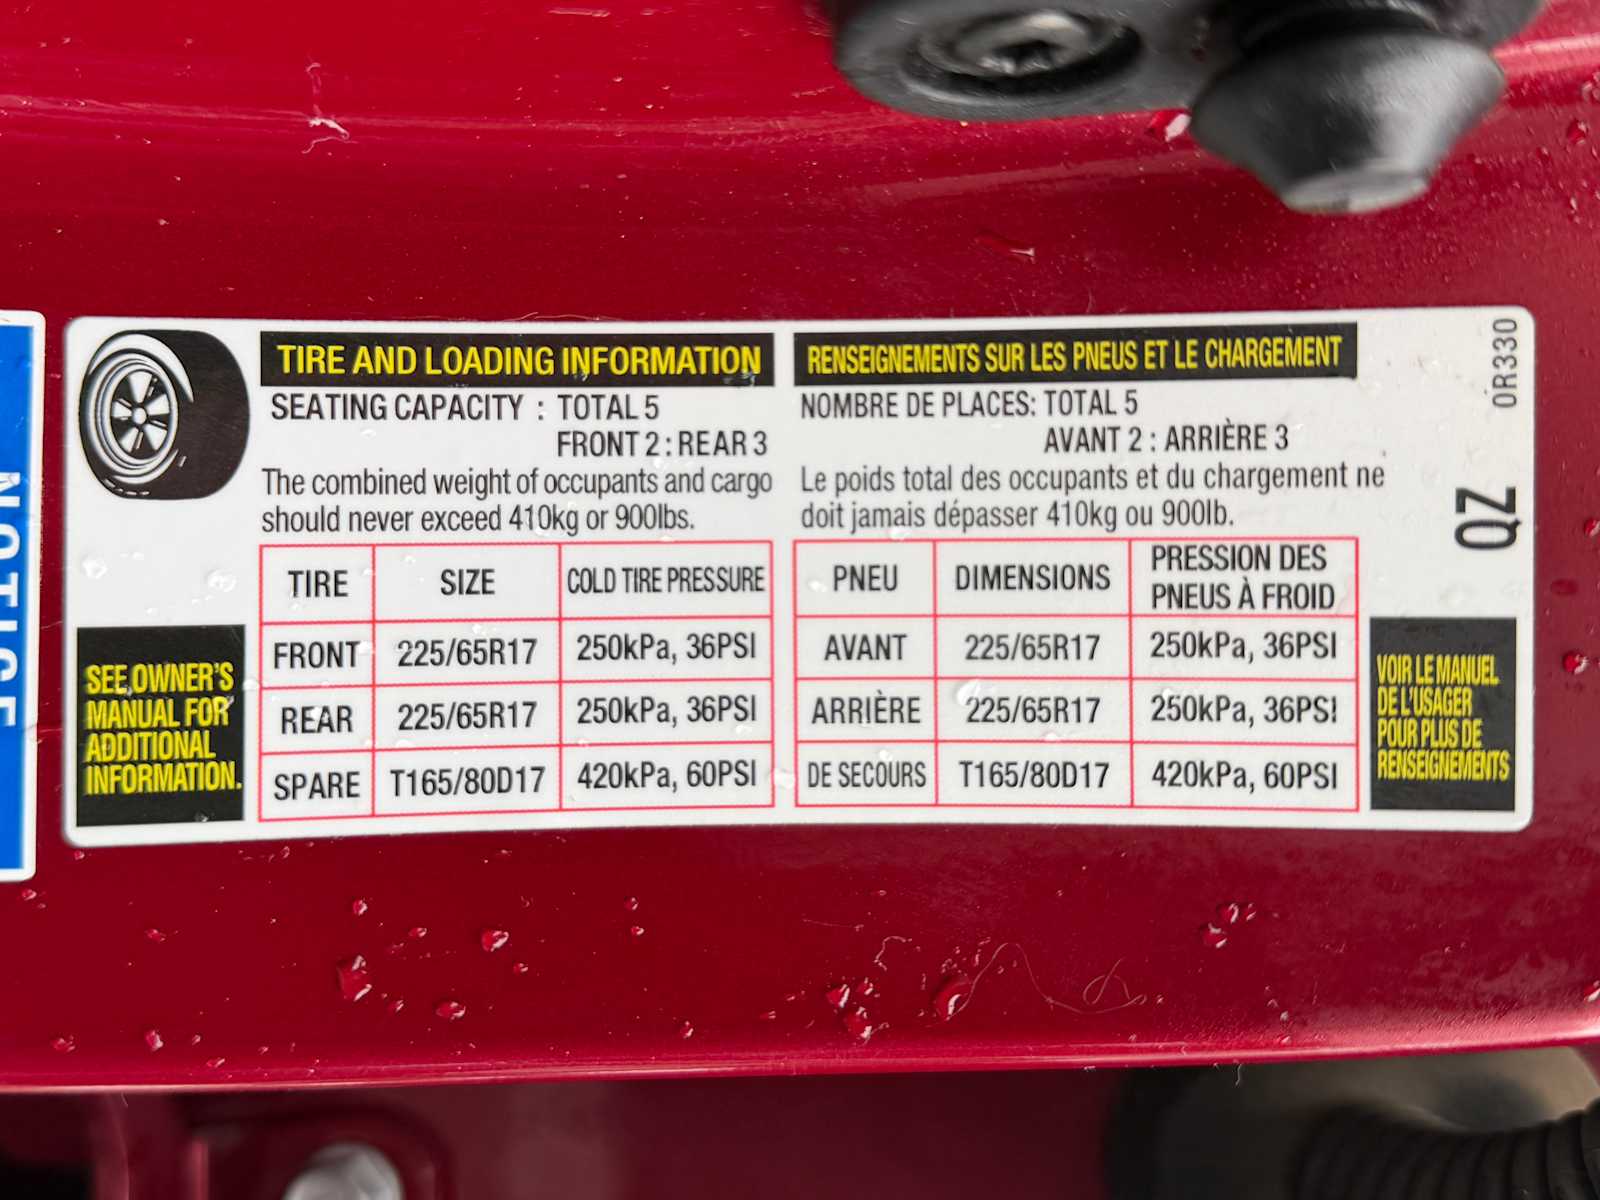 NOTICE
TIRE AND LOADING INFORMATION
SEATING CAPACITY : TOTAL 5
FRONT 2 : REAR 3
The combined weight of occupants and cargo
should never exceed 410kg or 900lbs.
TIRE SIZE COLD TIRE PRESSURE
FRONT 225/65R17 250kPa, 36PSI
REAR 225/65R17 250kPa, 36PSI
SPARE T165/80D17 420kPa, 60PSI
SEE OWNER'S
MANUAL FOR
ADDITIONAL
INFORMATION.
RENSEIGNEMENTS SUR LES PNEUS ET LE CHARGEMENT
NOMBRE DE PLACES: TOTAL 5
AVANT 2 : ARRIÈRE 3
Le poids total des occupants et du chargement ne
doit jamais dépasser 410kg ou 900lb.
PNEU DIMENSIONS PRESSION DES
PNEUS À FROID
AVANT 225/65R17 250kPa, 36PSI
ARRIÈRE 225/65R17 250kPa, 36PSI
DE SECOURS T165/80D17 420kPa, 60PSI
VOIR LE MANUEL
DE L'USAGER
POUR PLUS DE
RENSEIGNEMENTS
0R330
QZ